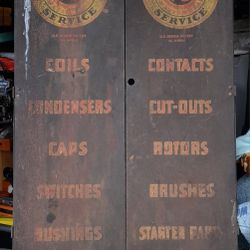 SERVICE SERVICE
COILS CONTACTS
CONDENSERS CUT-OUTS
CAPS ROTORS
SWITCHES BRUSHES
BUSHINGS STARTER PARTS